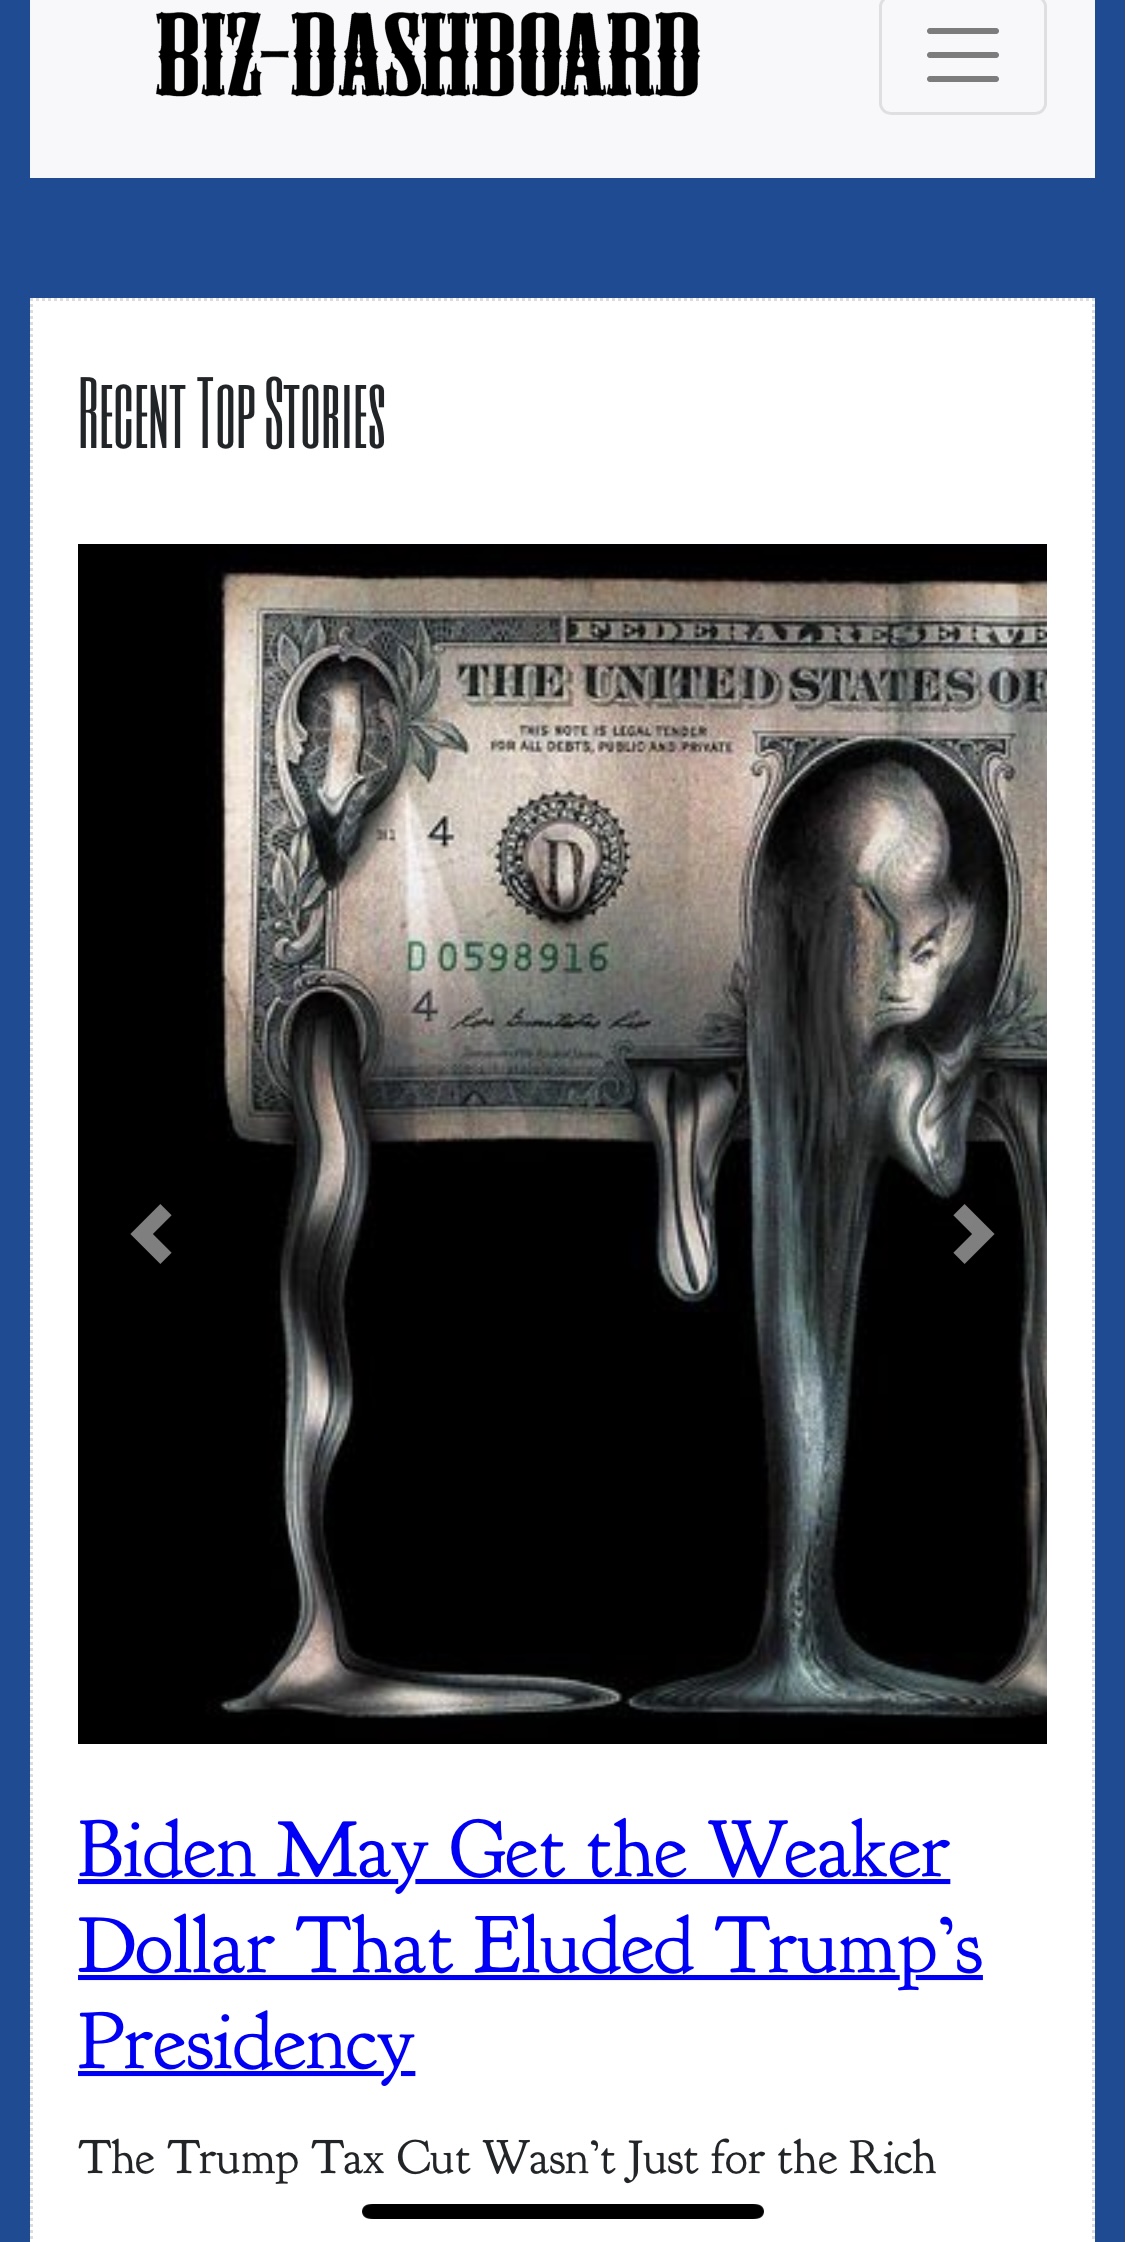 BIZ-DASHBOARD
Recent Top Stories
FEDERAL RESERVE
THE UNITED STATES OF
THIS NOTE IS LEGAL TENDER
FOR ALL DEBTS, PUBLIC AND PRIVATE
4
D
D 0598916
4
Biden May Get the Weaker
Dollar That Eluded Trump’s
Presidency
The Trump Tax Cut Wasn’t Just for the Rich